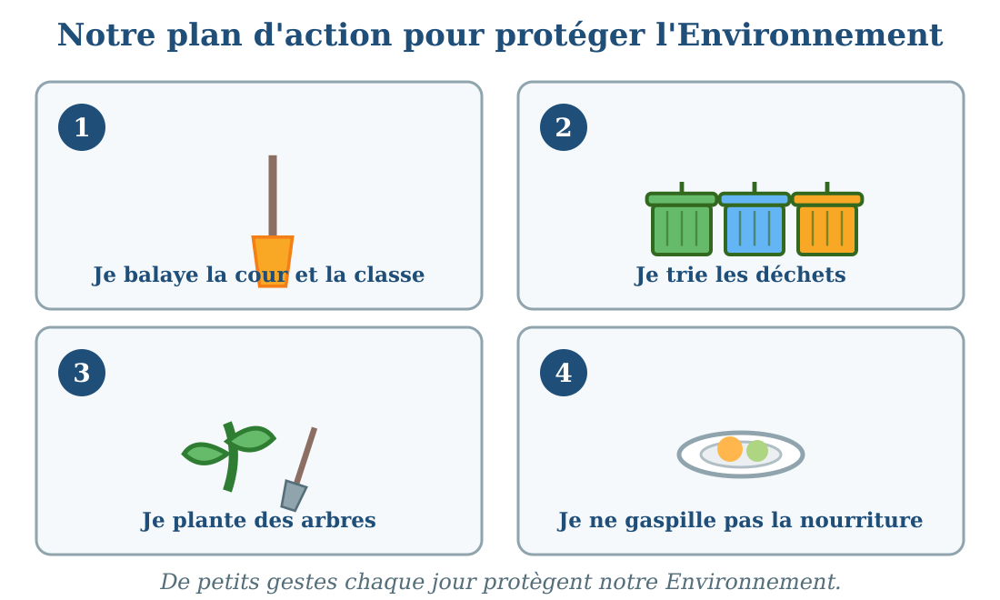 Notre plan d'action pour protéger l'Environnement
1
Je balaye la cour et la classe
2
Je trie les déchets
3
Je plante des arbres
4
Je ne gaspille pas la nourriture
De petits gestes chaque jour protègent notre Environnement.